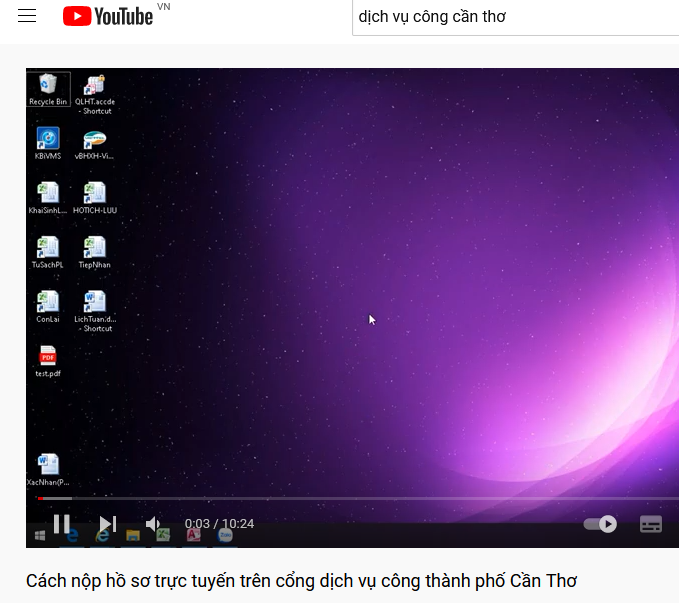 YouTube VN
dịch vụ công cần thơ
Recycle Bin
QLHT.accde
- Shortcut
KBiVMS
vBHXH-Vi...
KhaiSinhL...
HOTICH-LUU
TuSachPL
TiepNhan
ConLai
LichTuan.d...
- Shortcut
PDF
test.pdf
XacNhan(P...
0:03 / 10:24
Zalo
Cách nộp hồ sơ trực tuyến trên cổng dịch vụ công thành phố Cần Thơ